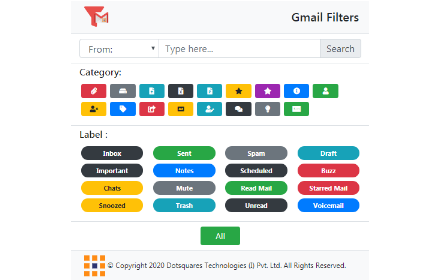 Gmail Filters
From: Type here... Search
Category:
Label :
Inbox Sent Spam Draft
Important Notes Scheduled Buzz
Chats Mute Read Mail Starred Mail
Snoozed Trash Unread Voicemail
All
© Copyright 2020 Dotsquares Technologies (I) Pvt. Ltd. All Rights Reserved.